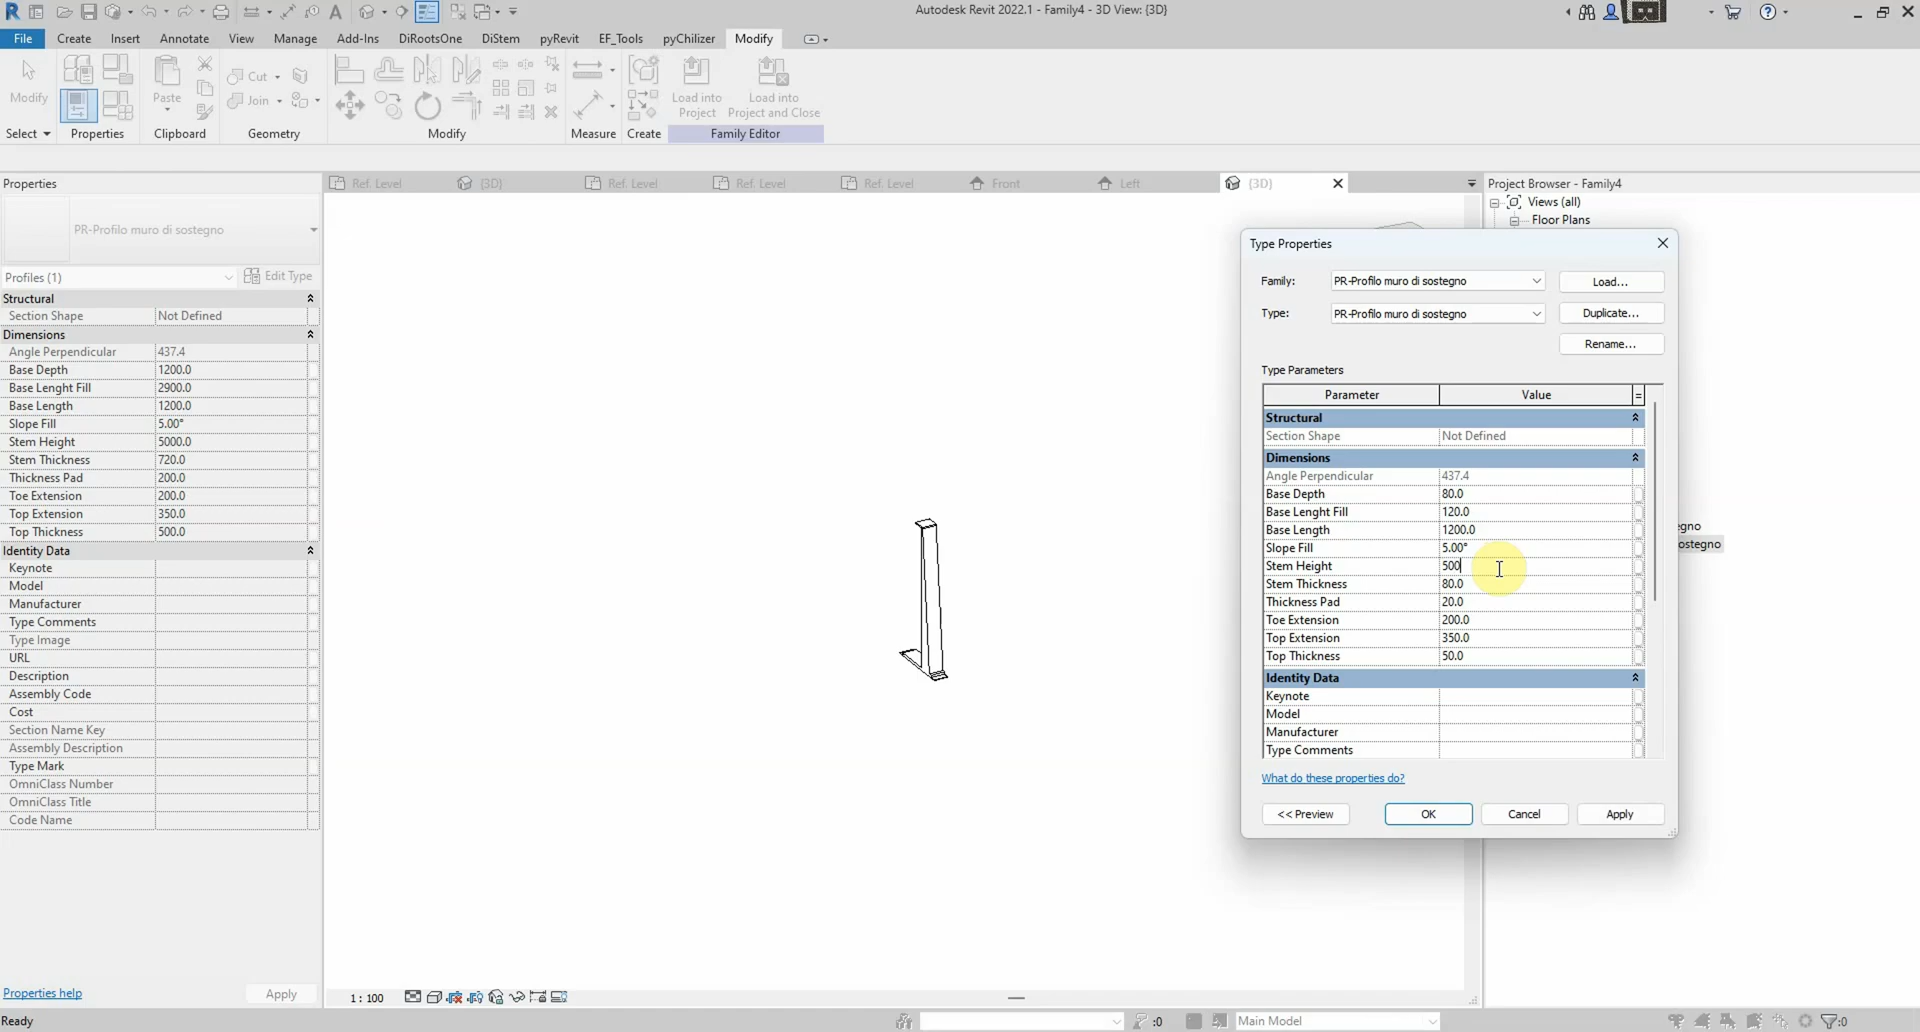 Autodesk Revit 2022.1 - Family4 - 3D View: {3D}
File Create Insert Annotate View Manage Add-Ins DiRootsOne DiStem pyRevit EF_Tools pyChilizer Modify
Modify Paste Cut Join Load into Project Load into Project and Close
Select Properties Clipboard Geometry Modify Measure Create Family Editor
Properties
Ref. Level {3D} Ref. Level Ref. Level Ref. Level Front Left {3D}
Project Browser - Family4
Views (all)
Floor Plans
PR-Profilo muro di sostegno
Profiles (1) Edit Type
Structural
Section Shape Not Defined
Dimensions
Angle Perpendicular 437.4
Base Depth 1200.0
Base Lenght Fill 2900.0
Base Length 1200.0
Slope Fill 5.00°
Stem Height 5000.0
Stem Thickness 720.0
Thickness Pad 200.0
Toe Extension 200.0
Top Extension 350.0
Top Thickness 500.0
Identity Data
Keynote
Model
Manufacturer
Type Comments
Type Image
URL
Description
Assembly Code
Cost
Section Name Key
Assembly Description
Type Mark
OmniClass Number
OmniClass Title
Code Name
Properties help Apply
Type Properties
Family: PR-Profilo muro di sostegno Load...
Type: PR-Profilo muro di sostegno Duplicate...
Rename...
Type Parameters
Parameter Value =
Structural
Section Shape Not Defined
Dimensions
Angle Perpendicular 437.4
Base Depth 80.0
Base Lenght Fill 120.0
Base Length 1200.0
Slope Fill 5.00°
Stem Height 500
Stem Thickness 80.0
Thickness Pad 20.0
Toe Extension 200.0
Top Extension 350.0
Top Thickness 50.0
Identity Data
Keynote
Model
Manufacturer
Type Comments
What do these properties do?
<< Preview OK Cancel Apply
egno
ostegno
1 : 100
Ready :0 Main Model :0